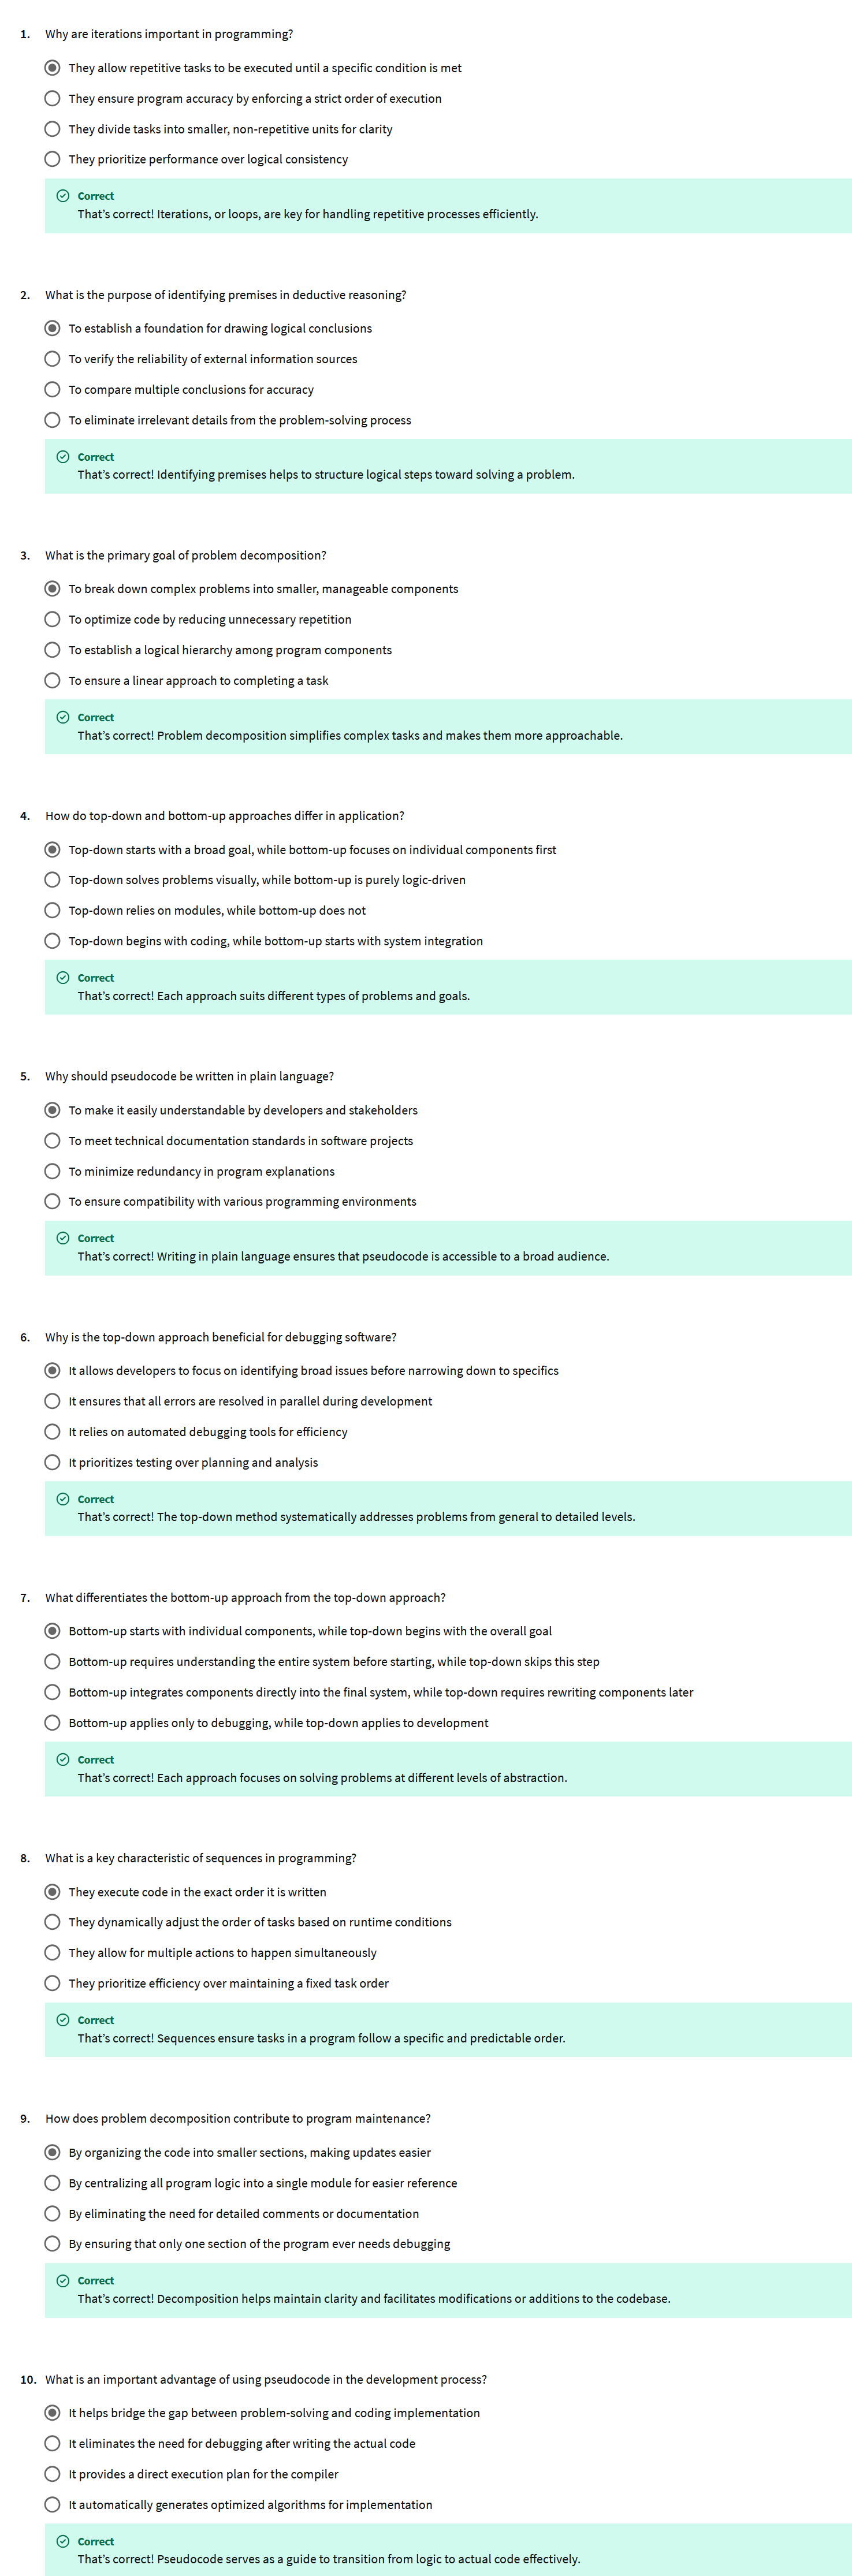 1. Why are iterations important in programming?
They allow repetitive tasks to be executed until a specific condition is met
They ensure program accuracy by enforcing a strict order of execution
They divide tasks into smaller, non-repetitive units for clarity
They prioritize performance over logical consistency
Correct
That's correct! Iterations, or loops, are key for handling repetitive processes efficiently.
2. What is the purpose of identifying premises in deductive reasoning?
To establish a foundation for drawing logical conclusions
To verify the reliability of external information sources
To compare multiple conclusions for accuracy
To eliminate irrelevant details from the problem-solving process
Correct
That's correct! Identifying premises helps to structure logical steps toward solving a problem.
3. What is the primary goal of problem decomposition?
To break down complex problems into smaller, manageable components
To optimize code by reducing unnecessary repetition
To establish a logical hierarchy among program components
To ensure a linear approach to completing a task
Correct
That's correct! Problem decomposition simplifies complex tasks and makes them more approachable.
4. How do top-down and bottom-up approaches differ in application?
Top-down starts with a broad goal, while bottom-up focuses on individual components first
Top-down solves problems visually, while bottom-up is purely logic-driven
Top-down relies on modules, while bottom-up does not
Top-down begins with coding, while bottom-up starts with system integration
Correct
That's correct! Each approach suits different types of problems and goals.
5. Why should pseudocode be written in plain language?
To make it easily understandable by developers and stakeholders
To meet technical documentation standards in software projects
To minimize redundancy in program explanations
To ensure compatibility with various programming environments
Correct
That's correct! Writing in plain language ensures that pseudocode is accessible to a broad audience.
6. Why is the top-down approach beneficial for debugging software?
It allows developers to focus on identifying broad issues before narrowing down to specifics
It ensures that all errors are resolved in parallel during development
It relies on automated debugging tools for efficiency
It prioritizes testing over planning and analysis
Correct
That's correct! The top-down method systematically addresses problems from general to detailed levels.
7. What differentiates the bottom-up approach from the top-down approach?
Bottom-up starts with individual components, while top-down begins with the overall goal
Bottom-up requires understanding the entire system before starting, while top-down skips this step
Bottom-up integrates components directly into the final system, while top-down requires rewriting components later
Bottom-up applies only to debugging, while top-down applies to development
Correct
That's correct! Each approach focuses on solving problems at different levels of abstraction.
8. What is a key characteristic of sequences in programming?
They execute code in the exact order it is written
They dynamically adjust the order of tasks based on runtime conditions
They allow for multiple actions to happen simultaneously
They prioritize efficiency over maintaining a fixed task order
Correct
That's correct! Sequences ensure tasks in a program follow a specific and predictable order.
9. How does problem decomposition contribute to program maintenance?
By organizing the code into smaller sections, making updates easier
By centralizing all program logic into a single module for easier reference
By eliminating the need for detailed comments or documentation
By ensuring that only one section of the program ever needs debugging
Correct
That's correct! Decomposition helps maintain clarity and facilitates modifications or additions to the codebase.
10. What is an important advantage of using pseudocode in the development process?
It helps bridge the gap between problem-solving and coding implementation
It eliminates the need for debugging after writing the actual code
It provides a direct execution plan for the compiler
It automatically generates optimized algorithms for implementation
Correct
That's correct! Pseudocode serves as a guide to transition from logic to actual code effectively.